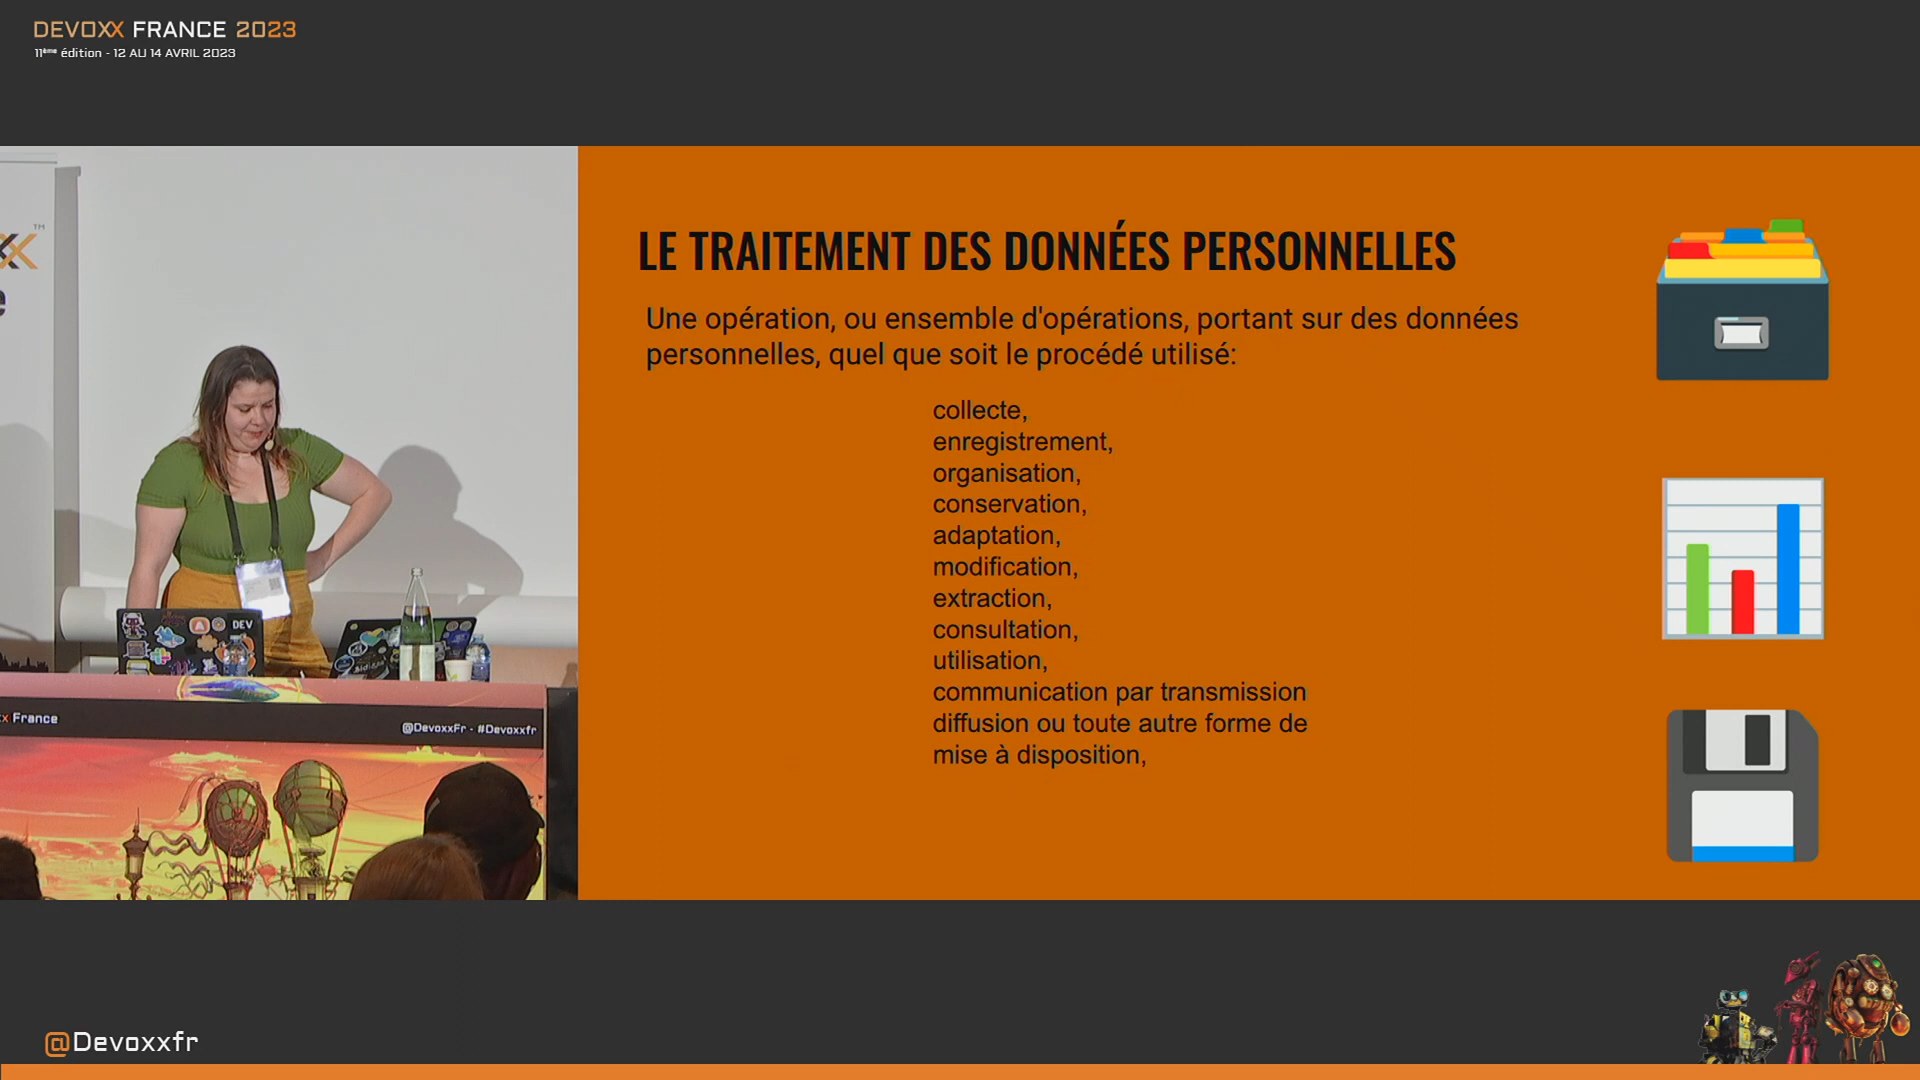 DEVOXX FRANCE 2023
11ème édition - 12 AU 14 AVRIL 2023
LE TRAITEMENT DES DONNÉES PERSONNELLES
Une opération, ou ensemble d'opérations, portant sur des données
personnelles, quel que soit le procédé utilisé:
collecte,
enregistrement,
organisation,
conservation,
adaptation,
modification,
extraction,
consultation,
utilisation,
communication par transmission
diffusion ou toute autre forme de
mise à disposition,
TM
DEV
x France
@DevoxxFr - #Devoxxfr
@Devoxxfr